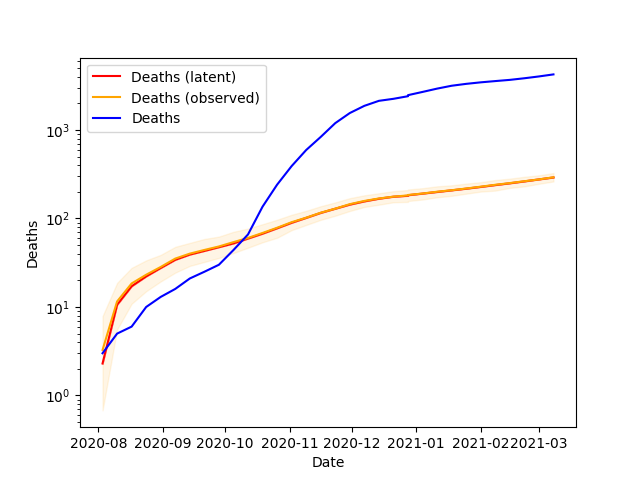 Deaths (latent)
Deaths (observed)
Deaths
10³
10²
10¹
10⁰
Deaths
2020-08 2020-09 2020-10 2020-11 2020-12 2021-01 2021-02 2021-03
Date